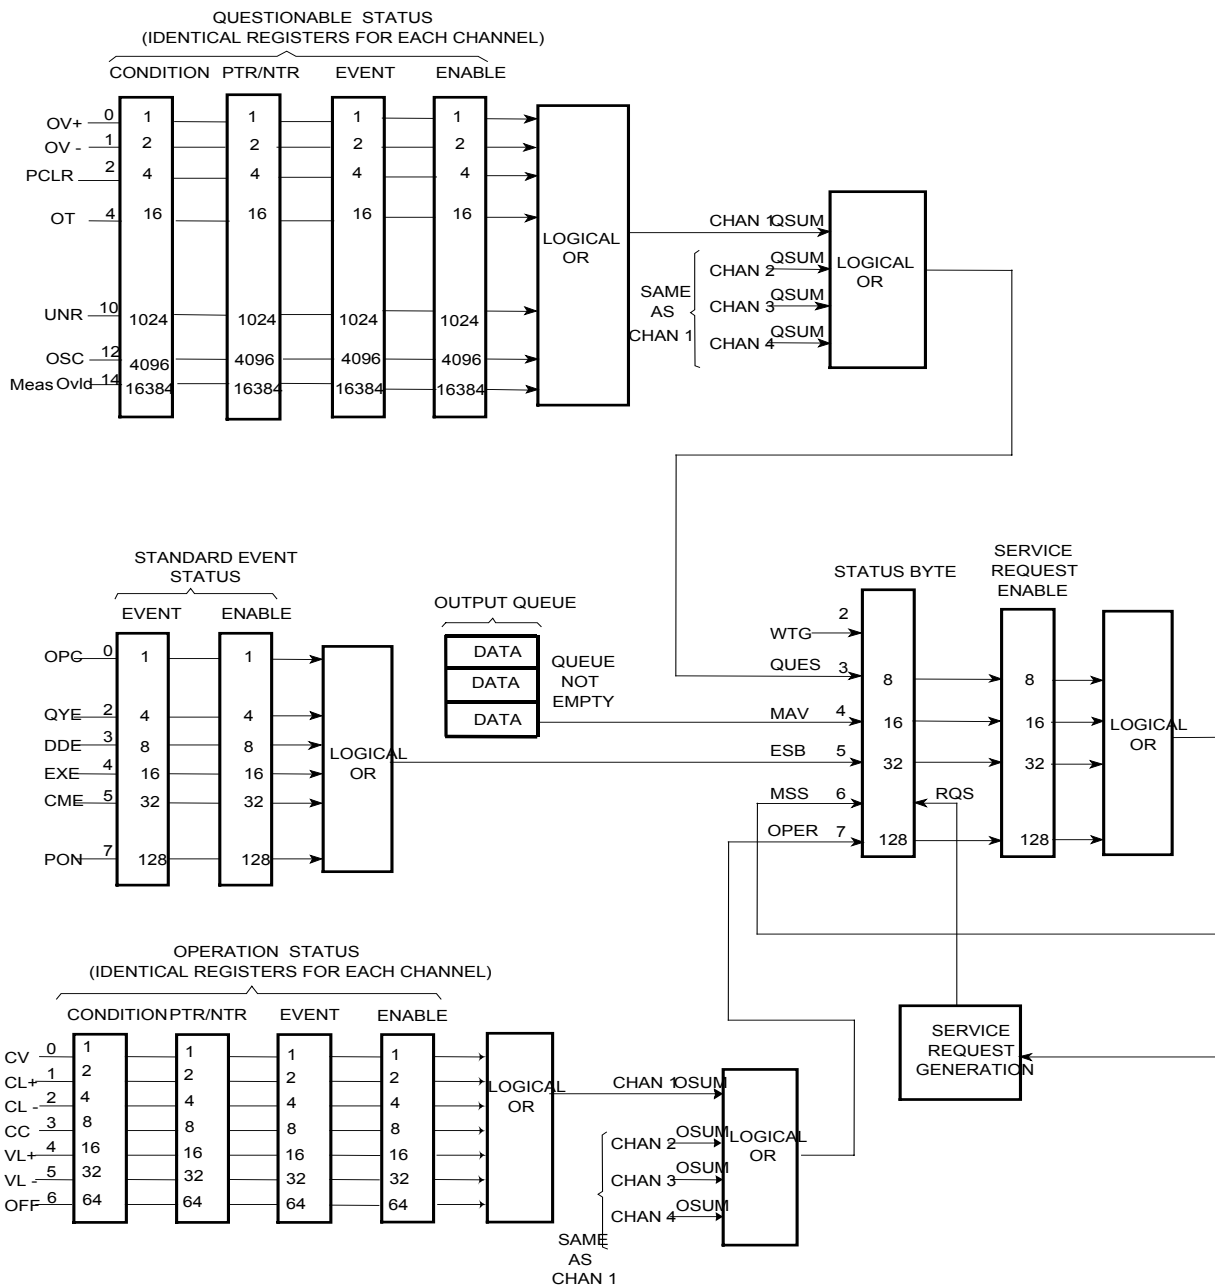 QUESTIONABLE STATUS
(IDENTICAL REGISTERS FOR EACH CHANNEL)
CONDITION PTR/NTR EVENT ENABLE
OV+ 0 1 1 1 1
OV - 1 2 2 2 2
PCLR 2 4 4 4 4
OT 4 16 16 16 16
UNR 10 1024 1024 1024 1024
OSC 12 4096 4096 4096 4096
Meas Ovld 14 16384 16384 16384 16384
LOGICAL
OR
CHAN 1 QSUM
CHAN 2 QSUM
CHAN 3 QSUM
CHAN 4 QSUM
SAME
AS
CHAN 1
LOGICAL
OR
STANDARD EVENT
STATUS
EVENT ENABLE
OPC 0 1 1
QYE 2 4 4
DDE 3 8 8
EXE 4 16 16
CME 5 32 32
PON 7 128 128
LOGICAL
OR
OUTPUT QUEUE
DATA
DATA
DATA
QUEUE
NOT
EMPTY
STATUS BYTE
SERVICE
REQUEST
ENABLE
WTG 2
QUES 3 8 8
MAV 4 16 16
ESB 5 32 32
MSS 6 RQS
OPER 7 128 128
LOGICAL
OR
SERVICE
REQUEST
GENERATION
OPERATION STATUS
(IDENTICAL REGISTERS FOR EACH CHANNEL)
CONDITION PTR/NTR EVENT ENABLE
CV 0 1 1 1 1
CL+ 1 2 2 2 2
CL - 2 4 4 4 4
CC 3 8 8 8 8
VL+ 4 16 16 16 16
VL - 5 32 32 32 32
OFF 6 64 64 64 64
LOGICAL
OR
CHAN 1 OSUM
CHAN 2 OSUM
CHAN 3 OSUM
CHAN 4 OSUM
SAME
AS
CHAN 1
LOGICAL
OR